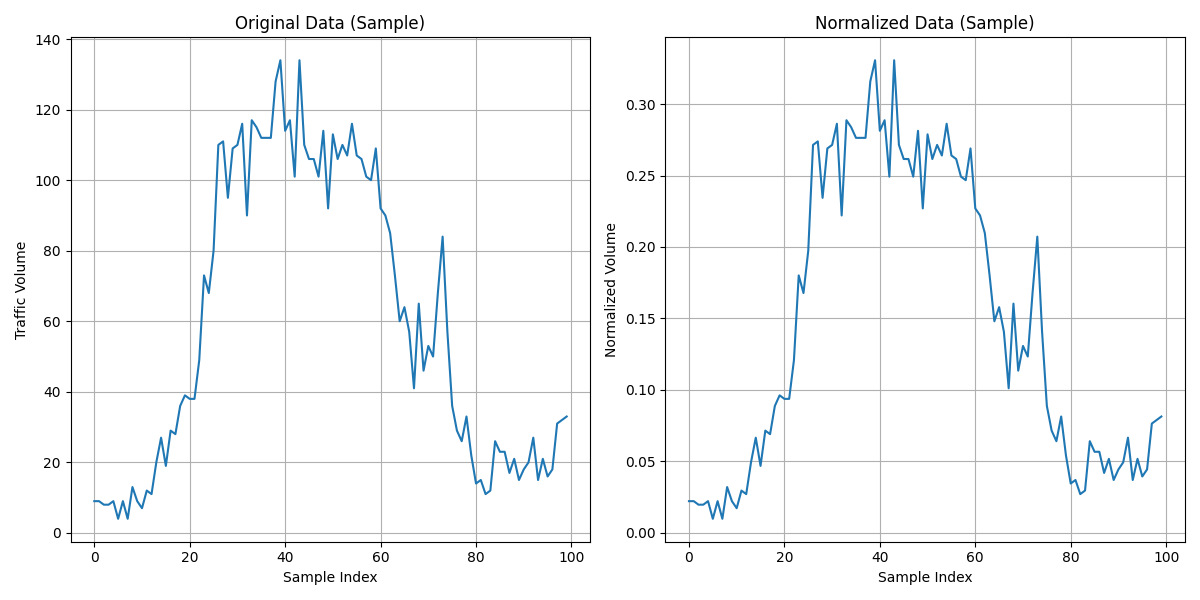 Original Data (Sample)
140
120
100
80
60
40
20
0
Traffic Volume
0 20 40 60 80 100
Sample Index
Normalized Data (Sample)
0.30
0.25
0.20
0.15
0.10
0.05
0.00
Normalized Volume
0 20 40 60 80 100
Sample Index